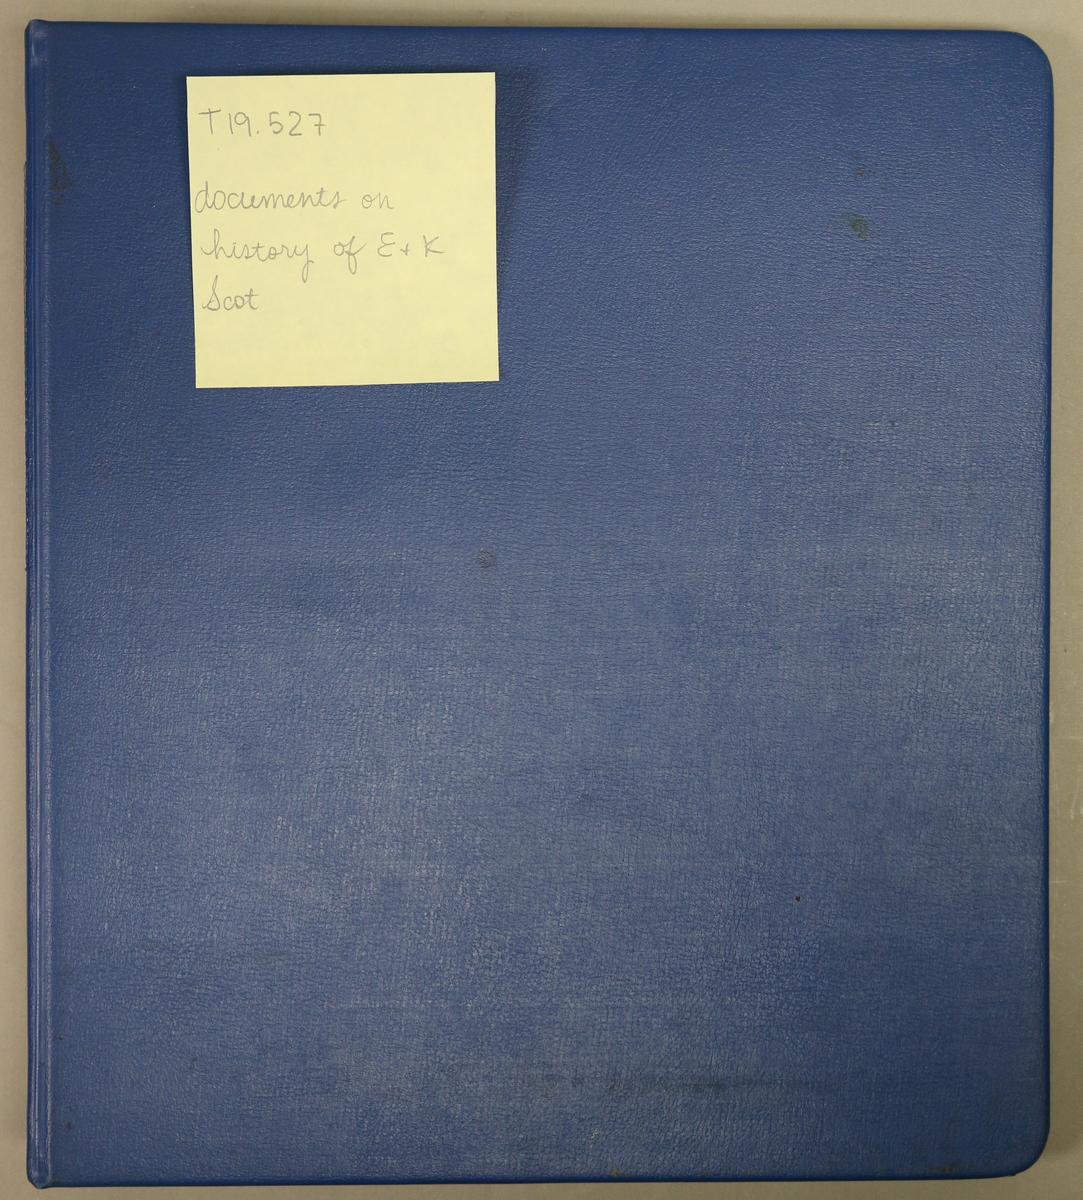 T19.527
documents on
history of E + K
Scot